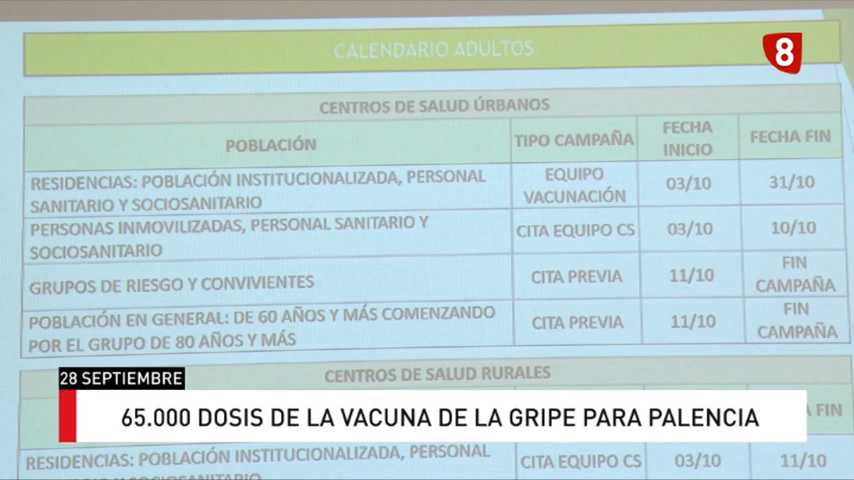 CALENDARIO ADULTOS
8
CENTROS DE SALUD ÚRBANOS
POBLACIÓN
TIPO CAMPAÑA
FECHA
INICIO
FECHA FIN
RESIDENCIAS: POBLACIÓN INSTITUCIONALIZADA, PERSONAL
SANITARIO Y SOCIOSANITARIO
EQUIPO
VACUNACIÓN
03/10
31/10
PERSONAS INMOVILIZADAS, PERSONAL SANITARIO Y
SOCIOSANITARIO
CITA EQUIPO CS
03/10
10/10
GRUPOS DE RIESGO Y CONVIVIENTES
CITA PREVIA
11/10
FIN
CAMPAÑA
POBLACIÓN EN GENERAL: DE 60 AÑOS Y MÁS COMENZANDO
POR EL GRUPO DE 80 AÑOS Y MÁS
CITA PREVIA
11/10
FIN
CAMPAÑA
CENTROS DE SALUD RURALES
28 SEPTIEMBRE
65.000 DOSIS DE LA VACUNA DE LA GRIPE PARA PALENCIA
FIN
RESIDENCIAS: POBLACIÓN INSTITUCIONALIZADA, PERSONAL
CITA EQUIPO CS
03/10
11/10